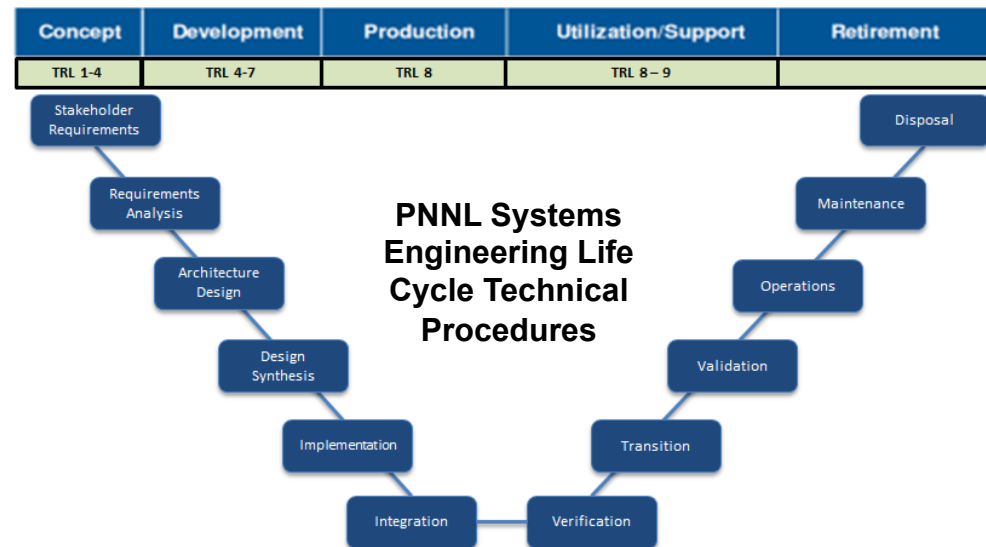 Concept Development Production Utilization/Support Retirement
TRL 1-4 TRL 4-7 TRL 8 TRL 8 – 9
Stakeholder
Requirements
Requirements
Analysis
Architecture
Design
Design
Synthesis
Implementation
Integration
Verification
Transition
Validation
Operations
Maintenance
Disposal
PNNL Systems
Engineering Life
Cycle Technical
Procedures